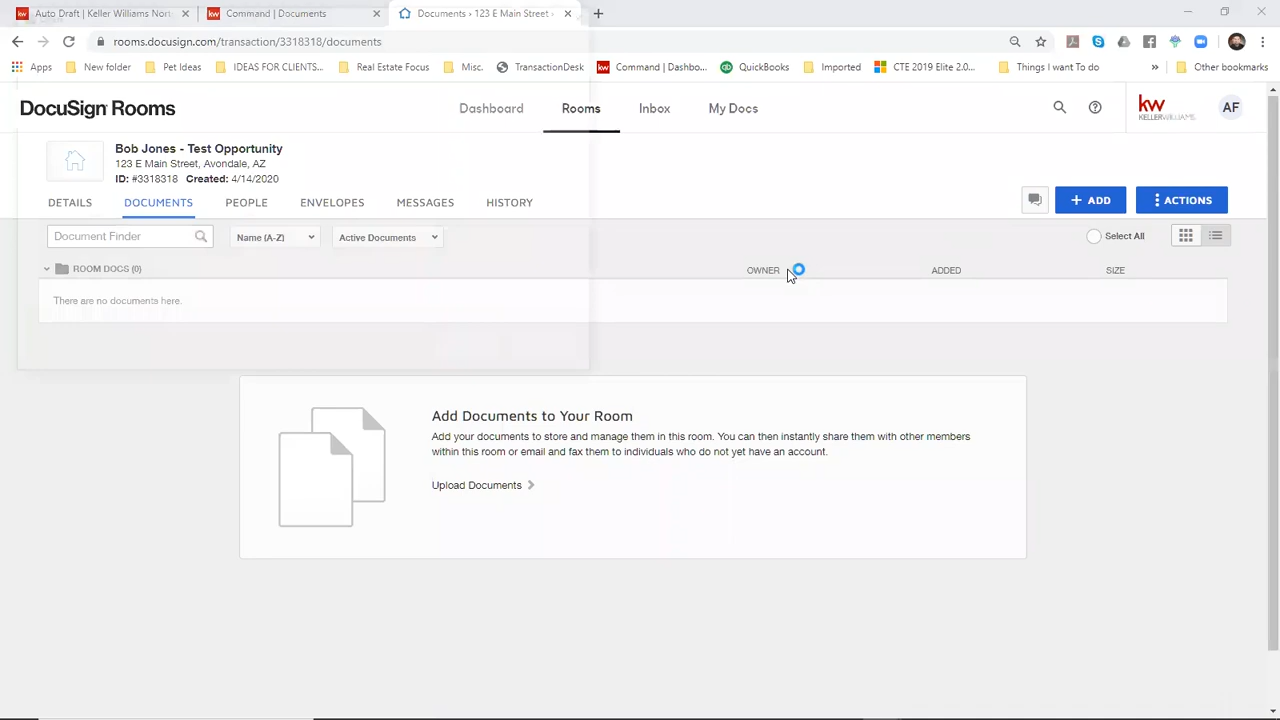 Auto Draft | Keller Williams Nort
Command | Documents
Documents › 123 E Main Street ›
rooms.docusign.com/transaction/3318318/documents
Apps
New folder
Pet Ideas
IDEAS FOR CLIENTS...
Real Estate Focus
Misc.
TransactionDesk
Command | Dashbo...
QuickBooks
Imported
CTE 2019 Elite 2.0...
Things I want To do
»
Other bookmarks
DocuSign Rooms
Dashboard
Rooms
Inbox
My Docs
kw
KELLERWILLIAMS
AF
Bob Jones - Test Opportunity
123 E Main Street, Avondale, AZ
ID: #3318318 Created: 4/14/2020
DETAILS
DOCUMENTS
PEOPLE
ENVELOPES
MESSAGES
HISTORY
+ ADD
ACTIONS
Document Finder
Name (A-Z)
Active Documents
Select All
ROOM DOCS (0)
OWNER
ADDED
SIZE
There are no documents here.
Add Documents to Your Room
Add your documents to store and manage them in this room. You can then instantly share them with other members
within this room or email and fax them to individuals who do not yet have an account.
Upload Documents